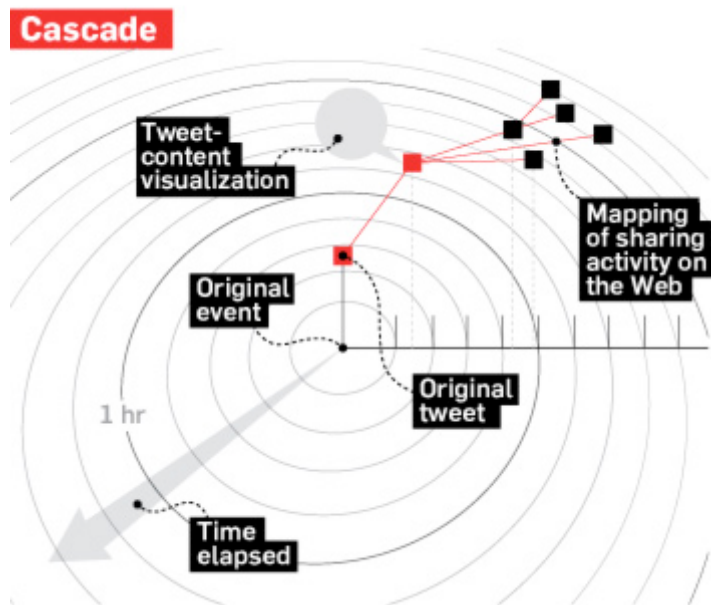 Cascade
Tweet-
content
visualization
Mapping
of sharing
activity on
the Web
Original
event
Original
tweet
1 hr
Time
elapsed